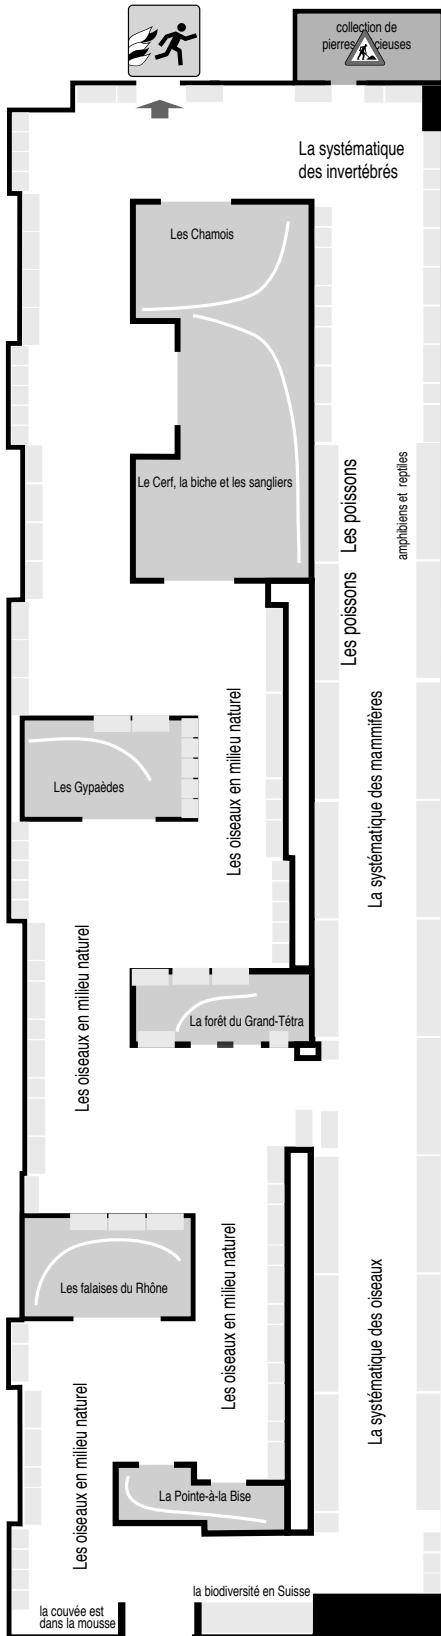 collection de
pierres précieuses
La systématique
des invertébrés
Les Chamois
Le Cerf, la biche et les sangliers
Les poissons
amphibiens et reptiles
Les poissons
Les oiseaux en milieu naturel
La systématique des mammifères
Les Gypaèdes
Les oiseaux en milieu naturel
La forêt du Grand-Tétra
Les oiseaux en milieu naturel
Les falaises du Rhône
La systématique des oiseaux
Les oiseaux en milieu naturel
La Pointe-à-la Bise
la biodiversité en Suisse
la couvée est
dans la mousse